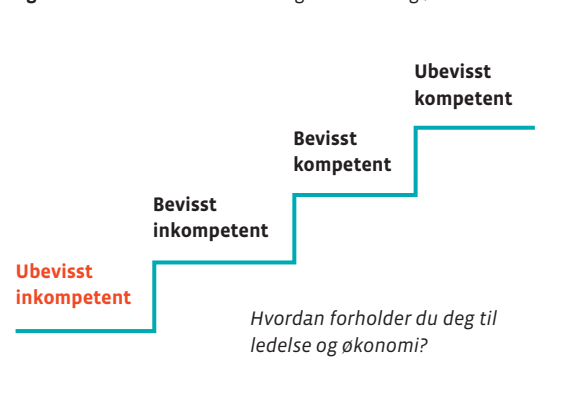 Ubevisst
kompetent
Bevisst
kompetent
Bevisst
inkompetent
Ubevisst
inkompetent
Hvordan forholder du deg til
ledelse og økonomi?